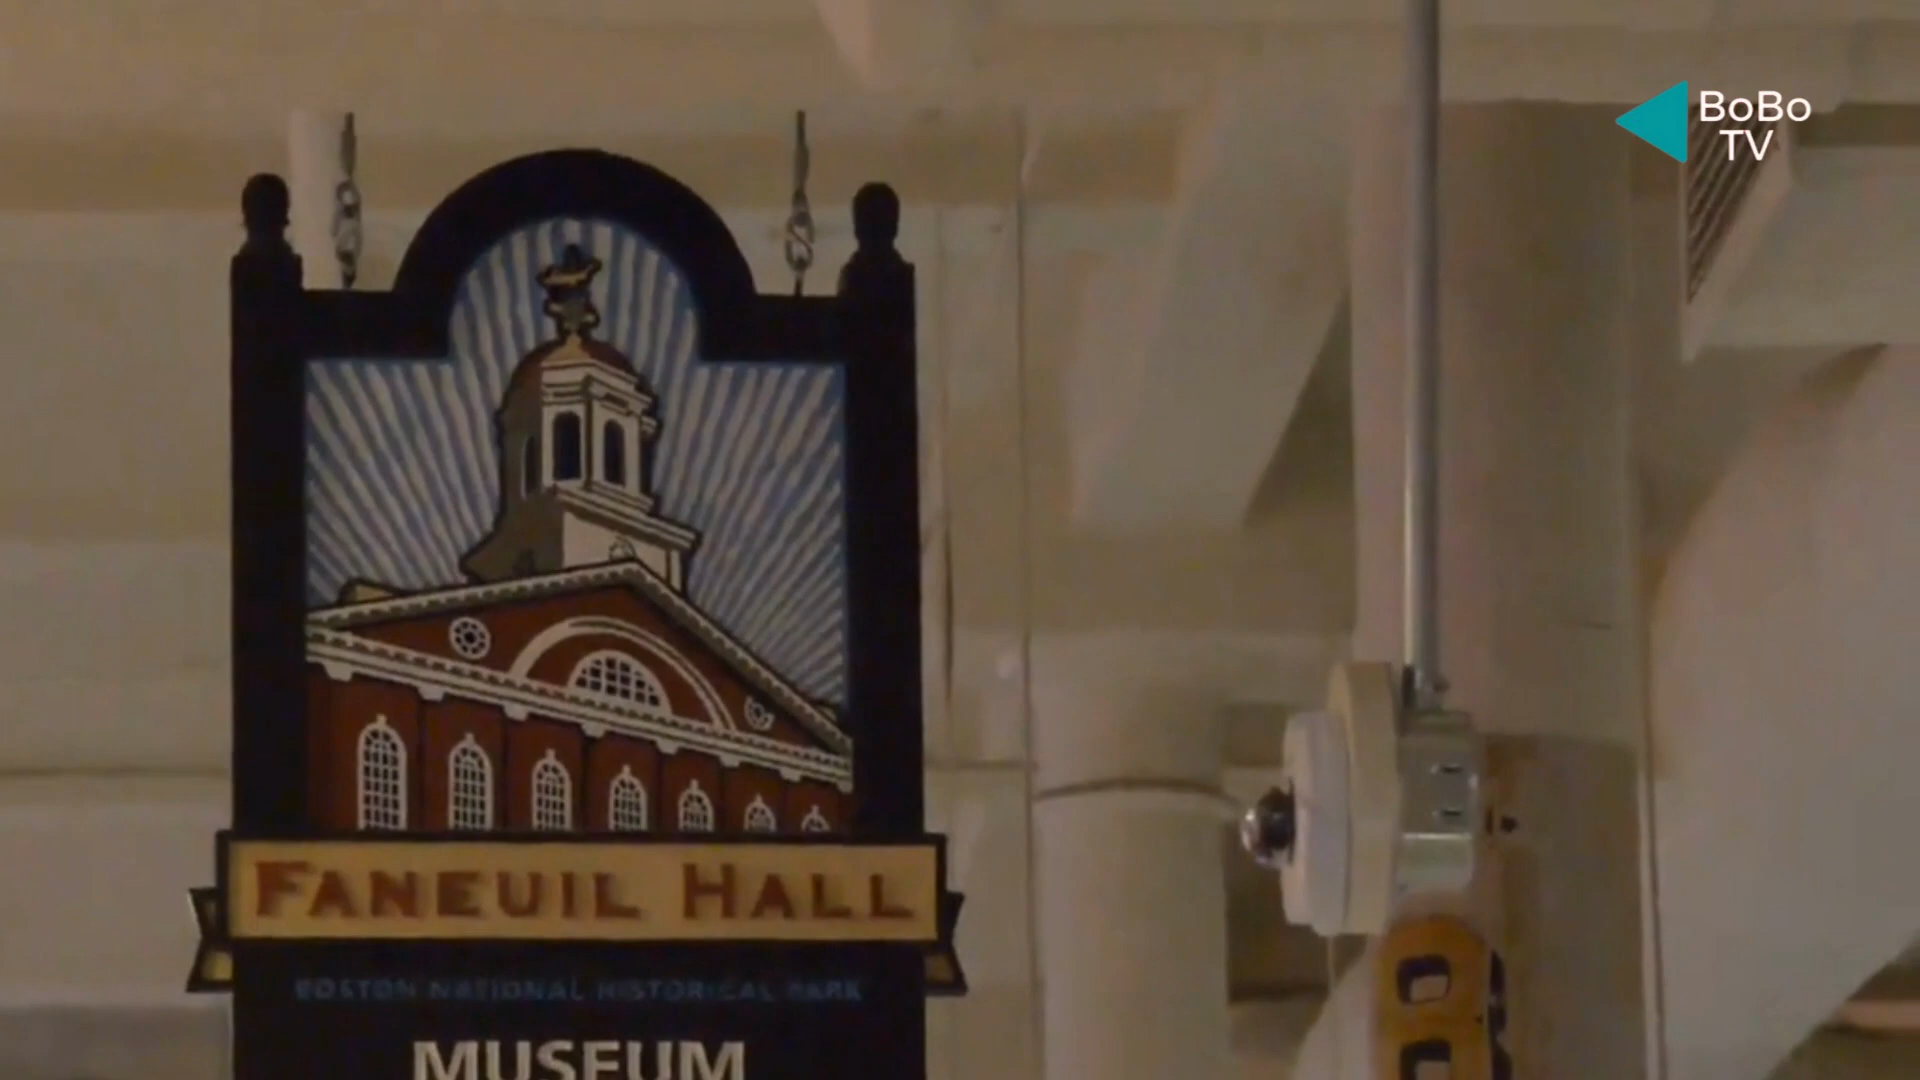 BoBo
TV
FANEUIL HALL
BOSTON NATIONAL HISTORICAL PARK
MUSEUM